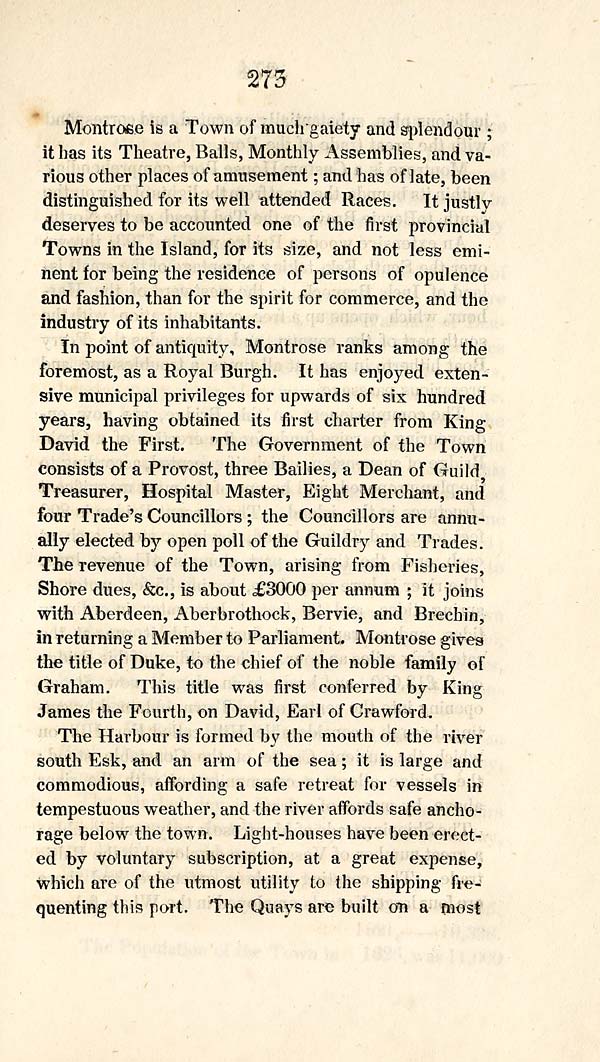 273
Montrose is a Town of much gaiety and splendour ;
it has its Theatre, Balls, Monthly Assemblies, and va-
rious other places of amusement ; and has of late, been
distinguished for its well attended Races. It justly
deserves to be accounted one of the first provincial
Towns in the Island, for its size, and not less emi-
nent for being the residence of persons of opulence
and fashion, than for the spirit for commerce, and the
industry of its inhabitants.
In point of antiquity, Montrose ranks among the
foremost, as a Royal Burgh. It has enjoyed exten-
sive municipal privileges for upwards of six hundred
years, having obtained its first charter from King
David the First. The Government of the Town
consists of a Provost, three Bailies, a Dean of Guild,
Treasurer, Hospital Master, Eight Merchant, and
four Trade's Councillors ; the Councillors are annu-
ally elected by open poll of the Guildry and Trades.
The revenue of the Town, arising from Fisheries,
Shore dues, &c., is about £3000 per annum ; it joins
with Aberdeen, Aberbrothock, Bervie, and Brechin,
in returning a Member to Parliament. Montrose gives
the title of Duke, to the chief of the noble family of
Graham. This title was first conferred by King
James the Fourth, on David, Earl of Crawford.
The Harbour is formed by the mouth of the river
south Esk, and an arm of the sea ; it is large and
commodious, affording a safe retreat for vessels in
tempestuous weather, and the river affords safe ancho-
rage below the town. Light-houses have been erect-
ed by voluntary subscription, at a great expense,
which are of the utmost utility to the shipping fre-
quenting this port. The Quays are built on a most